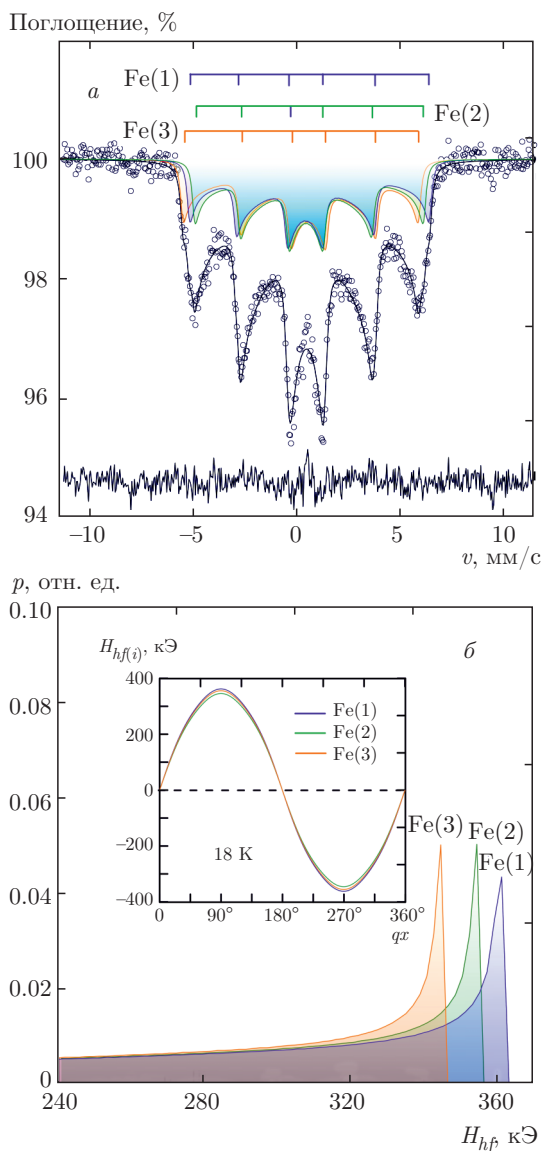 Поглощение, %
Fe(1)
а
Fe(2)
Fe(3)
100
98
96
94
−10 −5 0 5 10
v, мм/с
p, отн. ед.
0.10
Hhf(i), кЭ
б
400
Fe(1)
0.08
Fe(2)
200
Fe(3)
0
0.06
−200
Fe(3)
Fe(2)
18 K
Fe(1)
−400
0.04
0 90° 180° 270° 360°
qx
0.02
0
240 280 320 360
Hhf, кЭ